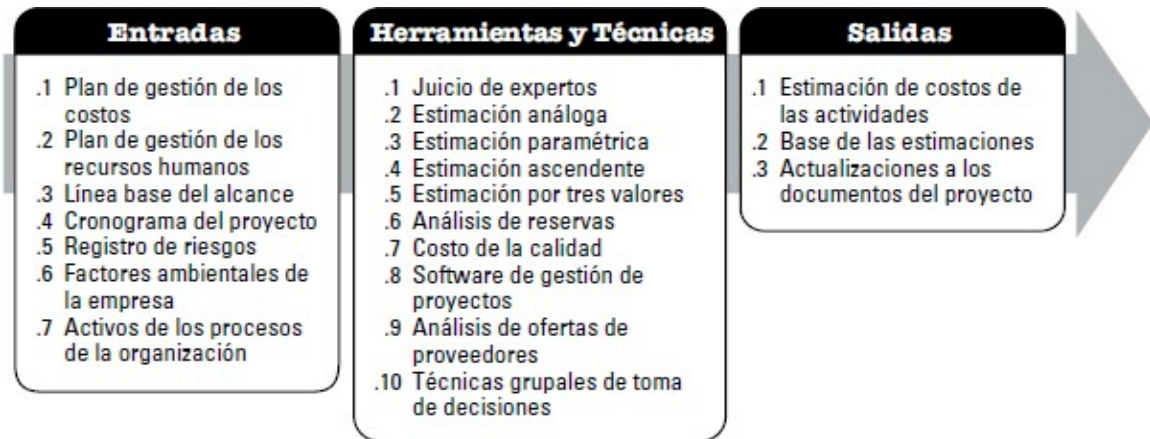 Entradas
.1 Plan de gestión de los
costos
.2 Plan de gestión de los
recursos humanos
.3 Línea base del alcance
.4 Cronograma del proyecto
.5 Registro de riesgos
.6 Factores ambientales de
la empresa
.7 Activos de los procesos
de la organización
Herramientas y Técnicas
.1 Juicio de expertos
.2 Estimación análoga
.3 Estimación paramétrica
.4 Estimación ascendente
.5 Estimación por tres valores
.6 Análisis de reservas
.7 Costo de la calidad
.8 Software de gestión de
proyectos
.9 Análisis de ofertas de
proveedores
.10 Técnicas grupales de toma
de decisiones
Salidas
.1 Estimación de costos de
las actividades
.2 Base de las estimaciones
.3 Actualizaciones a los
documentos del proyecto